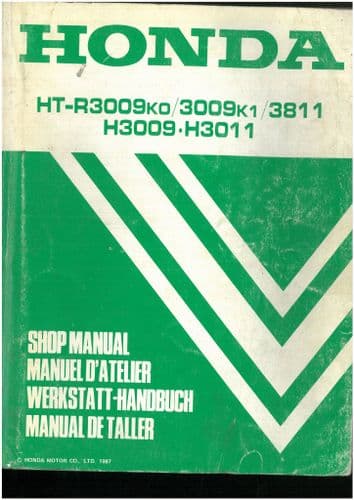 HONDA
HT-R3009K0/3009K1/3811
H3009·H3011
SHOP MANUAL
MANUEL D'ATELIER
WERKSTATT-HANDBUCH
MANUAL DE TALLER
© HONDA MOTOR CO., LTD. 1987